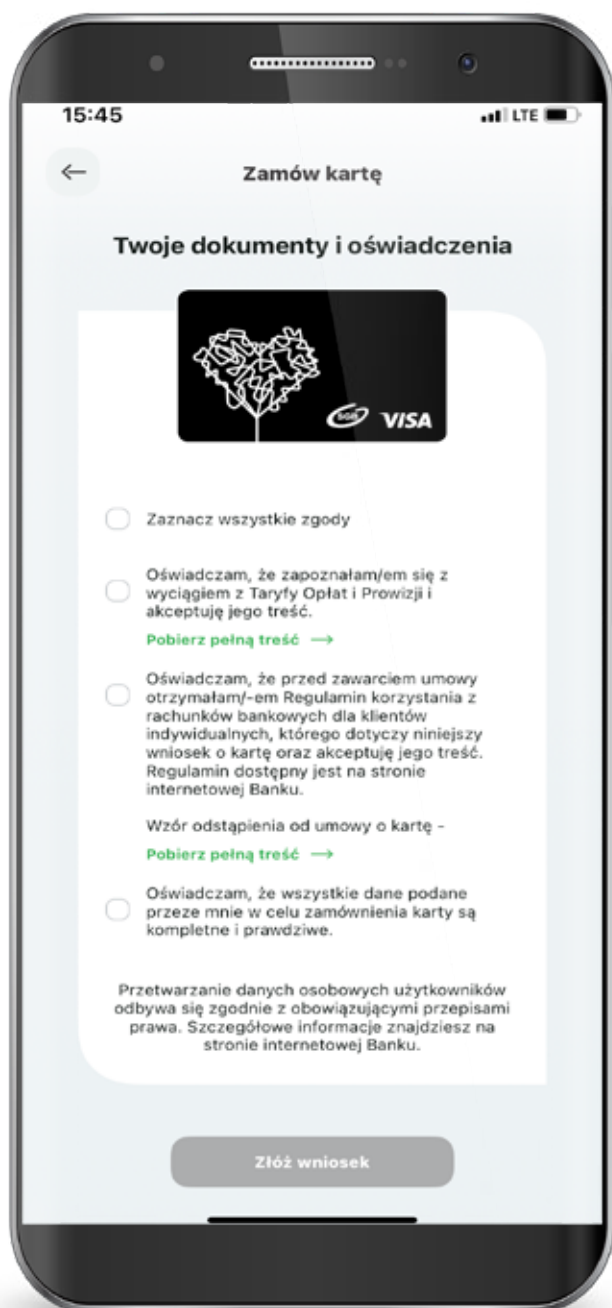 15:45
LTE
Zamów kartę
Twoje dokumenty i oświadczenia
SGB VISA
Zaznacz wszystkie zgody
Oświadczam, że zapoznałam/em się z
wyciągiem z Taryfy Opłat i Prowizji i
akceptuję jego treść.
Pobierz pełną treść →
Oświadczam, że przed zawarciem umowy
otrzymałam/-em Regulamin korzystania z
rachunków bankowych dla klientów
indywidualnych, którego dotyczy niniejszy
wniosek o kartę oraz akceptuję jego treść.
Regulamin dostępny jest na stronie
internetowej Banku.
Wzór odstąpienia od umowy o kartę –
Pobierz pełną treść →
Oświadczam, że wszystkie dane podane
przeze mnie w celu zamównienia karty są
kompletne i prawdziwe.
Przetwarzanie danych osobowych użytkowników
odbywa się zgodnie z obowiązującymi przepisami
prawa. Szczegółowe informacje znajdziesz na
stronie internetowej Banku.
Złóż wniosek